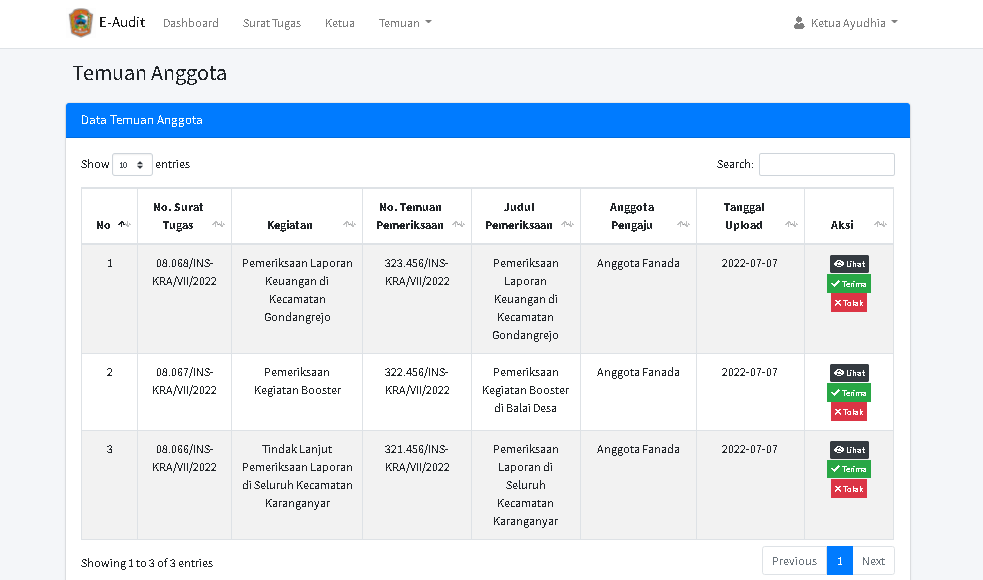 E-Audit Dashboard Surat Tugas Ketua Temuan Ketua Ayudhia
Temuan Anggota
Data Temuan Anggota
Show 10 entries Search:
No
No. Surat
Tugas
Kegiatan
No. Temuan
Pemeriksaan
Judul
Pemeriksaan
Anggota
Pengaju
Tanggal
Upload
Aksi
1
08.068/INS-
KRA/VII/2022
Pemeriksaan Laporan
Keuangan di
Kecamatan
Gondangrejo
323.456/INS-
KRA/VII/2022
Pemeriksaan
Laporan
Keuangan di
Kecamatan
Gondangrejo
Anggota Fanada
2022-07-07
Lihat
Terima
Tolak
2
08.067/INS-
KRA/VII/2022
Pemeriksaan
Kegiatan Booster
322.456/INS-
KRA/VII/2022
Pemeriksaan
Kegiatan Booster
di Balai Desa
Anggota Fanada
2022-07-07
Lihat
Terima
Tolak
3
08.066/INS-
KRA/VII/2022
Tindak Lanjut
Pemeriksaan Laporan
di Seluruh Kecamatan
Karanganyar
321.456/INS-
KRA/VII/2022
Pemeriksaan
Laporan di
Seluruh
Kecamatan
Karanganyar
Anggota Fanada
2022-07-07
Lihat
Terima
Tolak
Showing 1 to 3 of 3 entries
Previous 1 Next